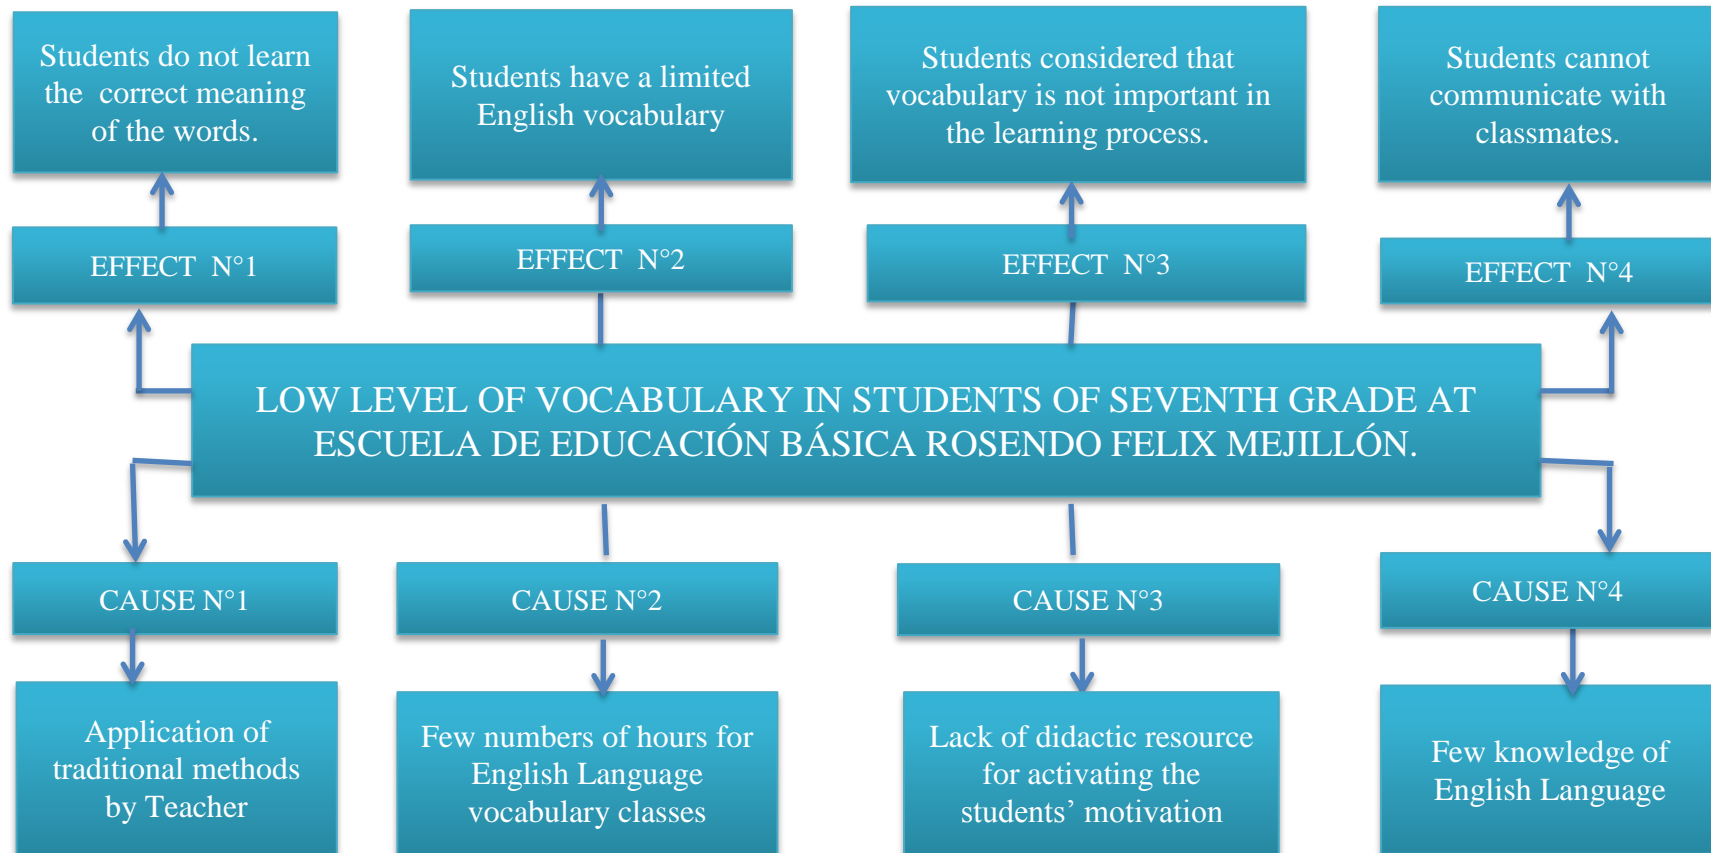 Students do not learn
the correct meaning
of the words.
Students have a limited
English vocabulary
Students considered that
vocabulary is not important in
the learning process.
Students cannot
communicate with
classmates.
EFFECT N°1
EFFECT N°2
EFFECT N°3
EFFECT N°4
LOW LEVEL OF VOCABULARY IN STUDENTS OF SEVENTH GRADE AT
ESCUELA DE EDUCACIÓN BÁSICA ROSENDO FELIX MEJILLÓN.
CAUSE N°1
CAUSE N°2
CAUSE N°3
CAUSE N°4
Application of
traditional methods
by Teacher
Few numbers of hours for
English Language
vocabulary classes
Lack of didactic resource
for activating the
students’ motivation
Few knowledge of
English Language